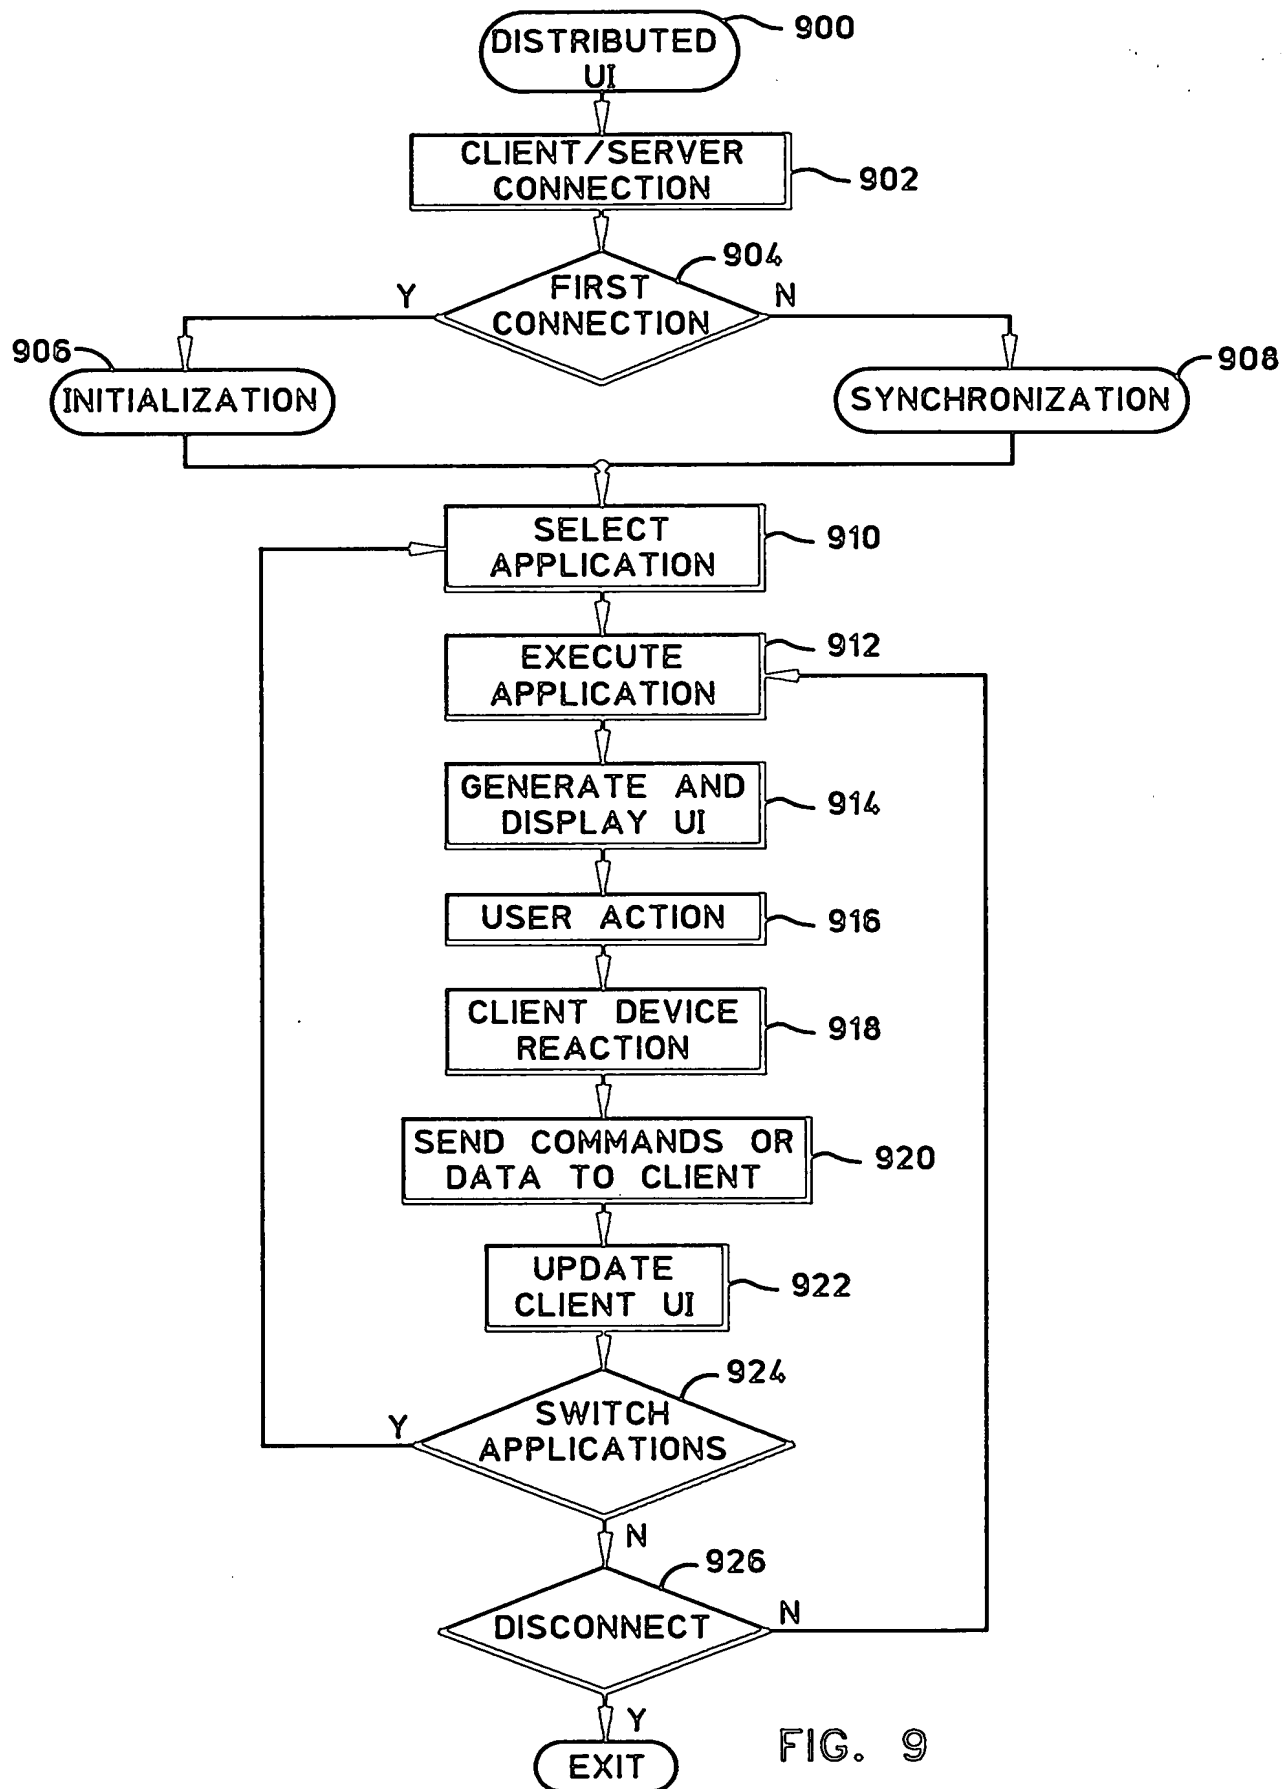 900
DISTRIBUTED
UI
CLIENT/SERVER
CONNECTION
902
904
FIRST
CONNECTION
Y
N
906
INITIALIZATION
908
SYNCHRONIZATION
SELECT
APPLICATION
910
EXECUTE
APPLICATION
912
GENERATE AND
DISPLAY UI
914
USER ACTION
916
CLIENT DEVICE
REACTION
918
SEND COMMANDS OR
DATA TO CLIENT
920
UPDATE
CLIENT UI
922
924
SWITCH
APPLICATIONS
Y
N
926
DISCONNECT
N
Y
EXIT
FIG. 9